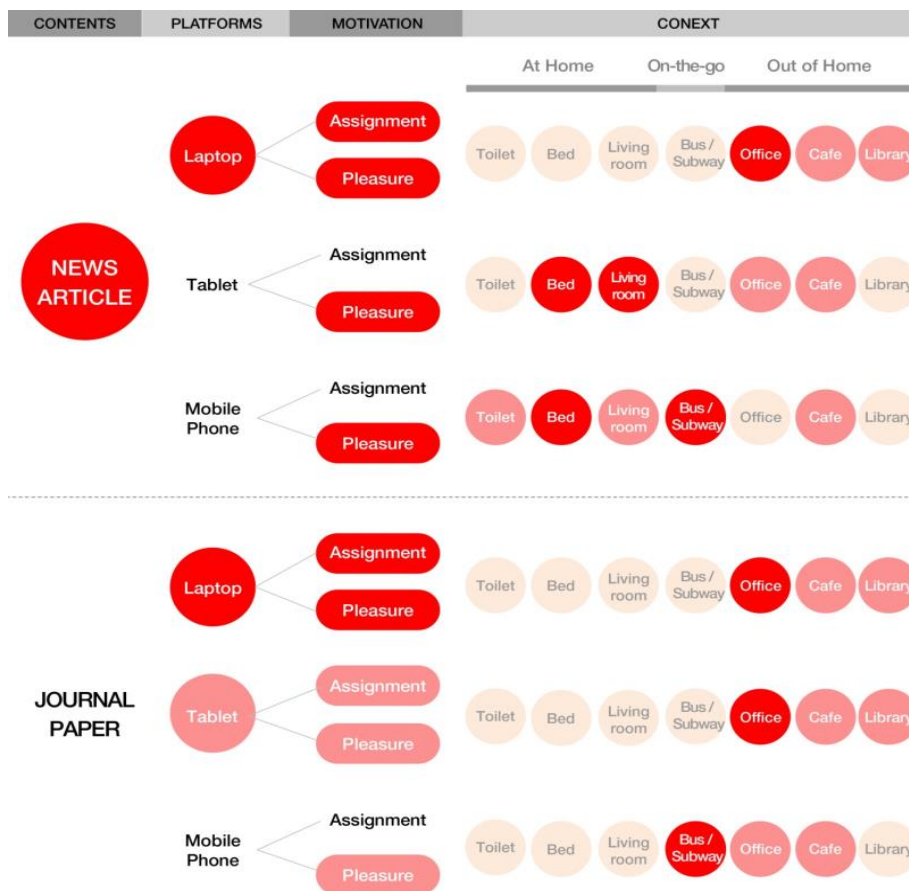 CONTENTS PLATFORMS MOTIVATION CONEXT
At Home On-the-go Out of Home
Assignment
Laptop
Pleasure
Toilet Bed Living room Bus / Subway Office Cafe Library
NEWS
ARTICLE
Assignment
Tablet
Pleasure
Toilet Bed Living room Bus / Subway Office Cafe Library
Assignment
Mobile
Phone
Pleasure
Toilet Bed Living room Bus / Subway Office Cafe Library
Assignment
Laptop
Pleasure
Toilet Bed Living room Bus / Subway Office Cafe Library
JOURNAL
PAPER
Assignment
Tablet
Pleasure
Toilet Bed Living room Bus / Subway Office Cafe Library
Assignment
Mobile
Phone
Pleasure
Toilet Bed Living room Bus / Subway Office Cafe Library